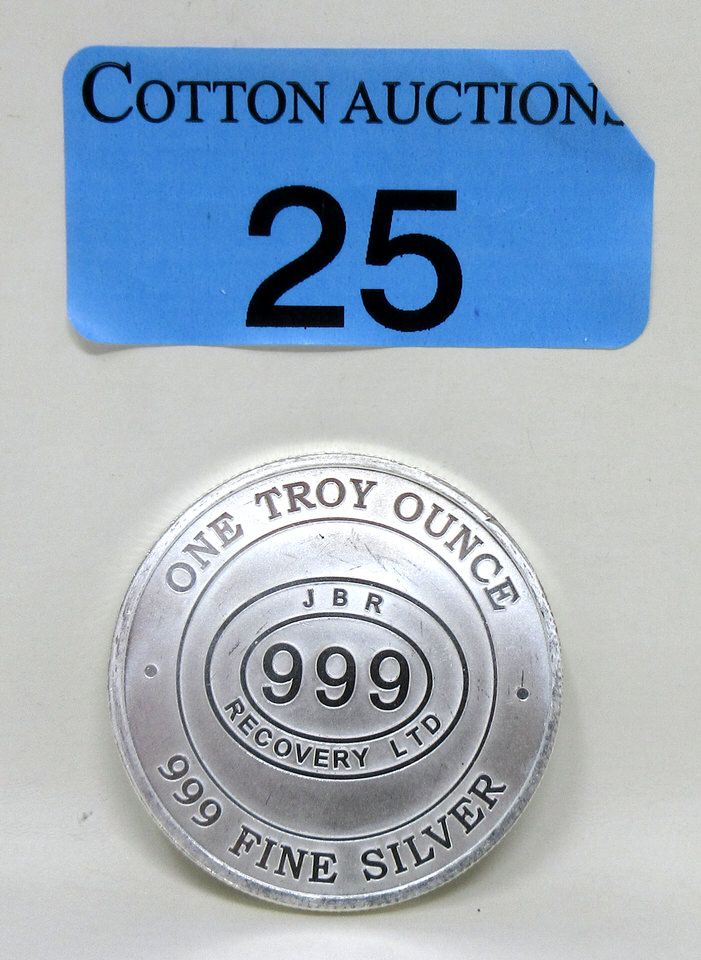 COTTON AUCTIONS
25
ONE TROY OUNCE
JBR
999
RECOVERY LTD
999 FINE SILVER